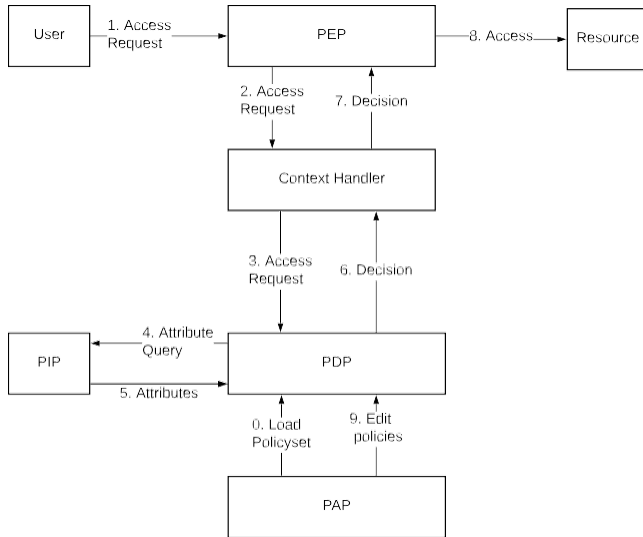 User
1. Access
Request
PEP
8. Access
Resource
2. Access
Request
7. Decision
Context Handler
3. Access
Request
6. Decision
PIP
4. Attribute
Query
5. Attributes
PDP
0. Load
Policyset
9. Edit
policies
PAP